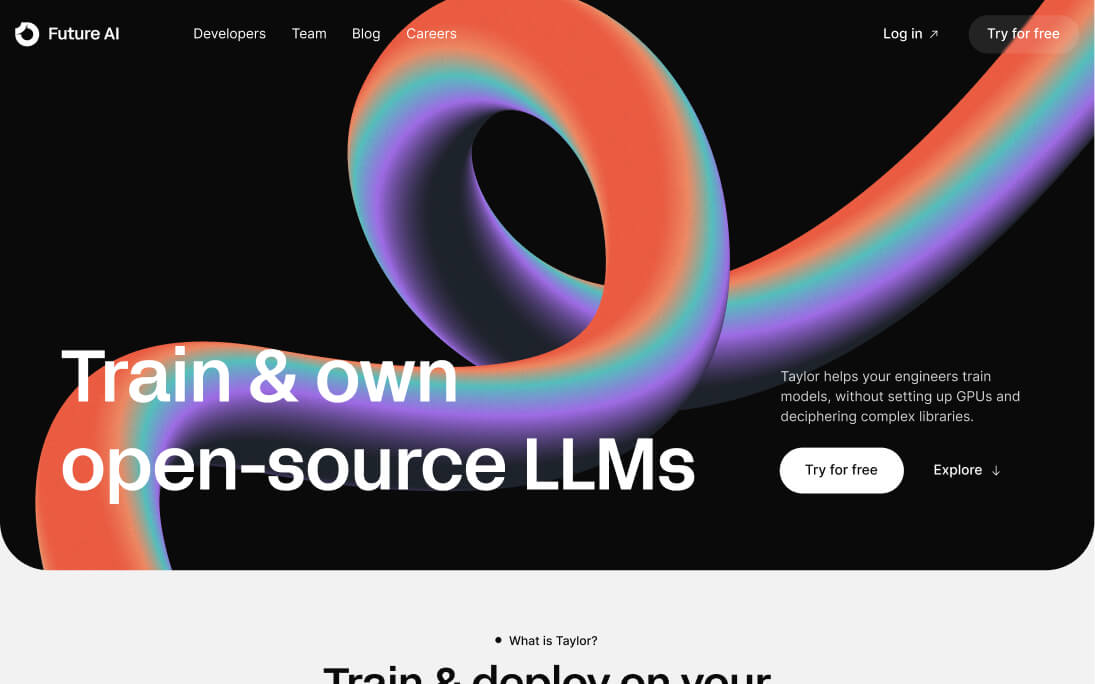 Future AI
Developers Team Blog Careers
Log in ↗ Try for free
Train & own
open-source LLMs
Taylor helps your engineers train
models, without setting up GPUs and
deciphering complex libraries.
Try for free Explore ↓
What is Taylor?
Train & deploy on your